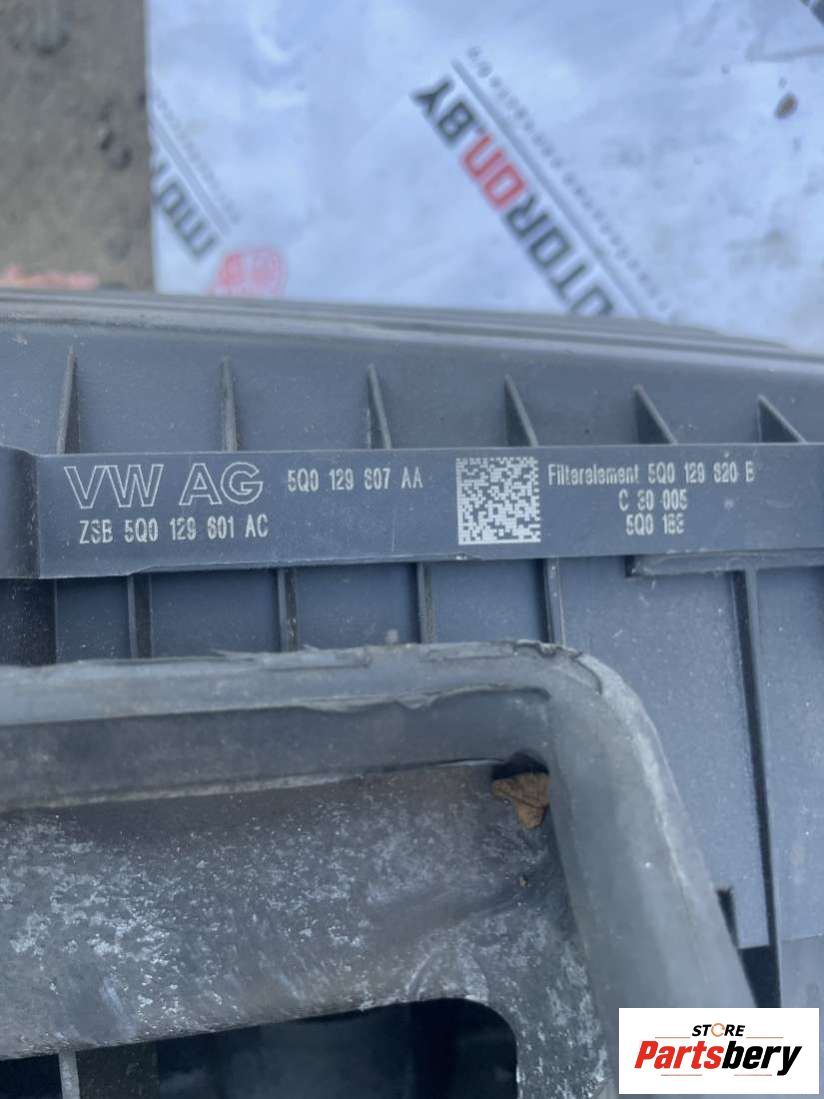 MOTORON.BY
VW AG
5Q0 129 607 AA
ZSB 5Q0 129 601 AC
Filterelement 5Q0 129 620 B
C 30 005
5Q0 183
STORE
Partsbery